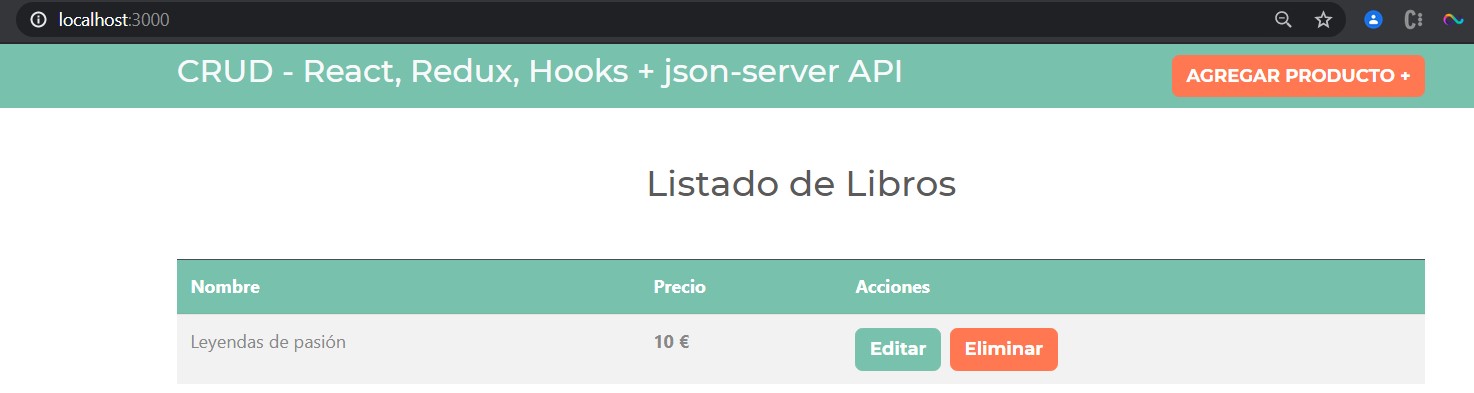 localhost:3000
CRUD - React, Redux, Hooks + json-server API
AGREGAR PRODUCTO +
Listado de Libros
Nombre Precio Acciones
Leyendas de pasión 10 € Editar Eliminar